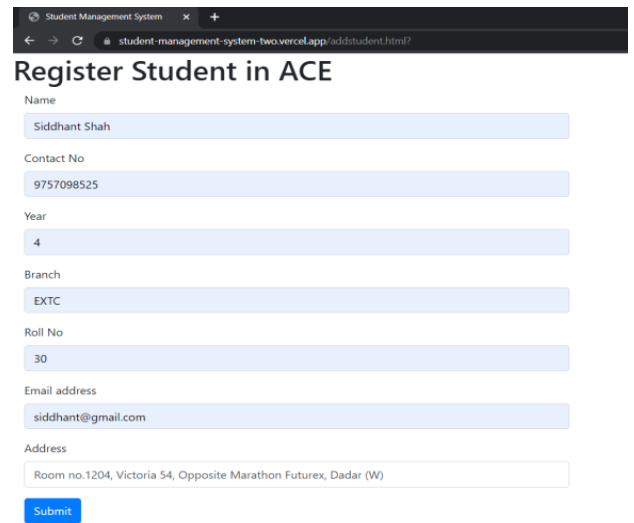 Student Management System
student-management-system-two.vercel.app/addstudent.html?
Register Student in ACE
Name
Siddhant Shah
Contact No
9757098525
Year
4
Branch
EXTC
Roll No
30
Email address
siddhant@gmail.com
Address
Room no.1204, Victoria 54, Opposite Marathon Futurex, Dadar (W)
Submit